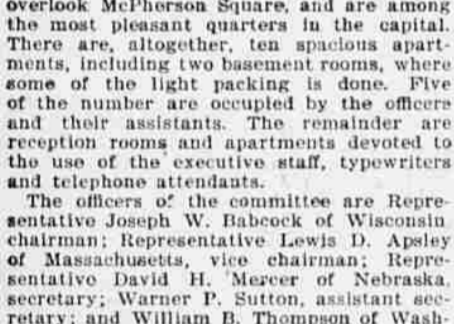 overlook McPherson Square, and are among
the most pleasant quarters in the capital.
There are, altogether, ten spacious apart-
ments, including two basement rooms, where
some of the light packing is done. Five
of the number are occupied by the officers
and their assistants. The remainder are
reception rooms and apartments devoted to
the use of the executive staff, typewriters
and telephone attendants.
The officers of the committee are Repre-
sentative Joseph W. Babcock of Wisconsin
chairman; Representative Lewis D. Apsley
of Massachusetts, vice chairman; Repre-
sentative David H. Mercer of Nebraska,
secretary; Warner P. Sutton, assistant sec-
retary; and William B. Thompson of Wash-